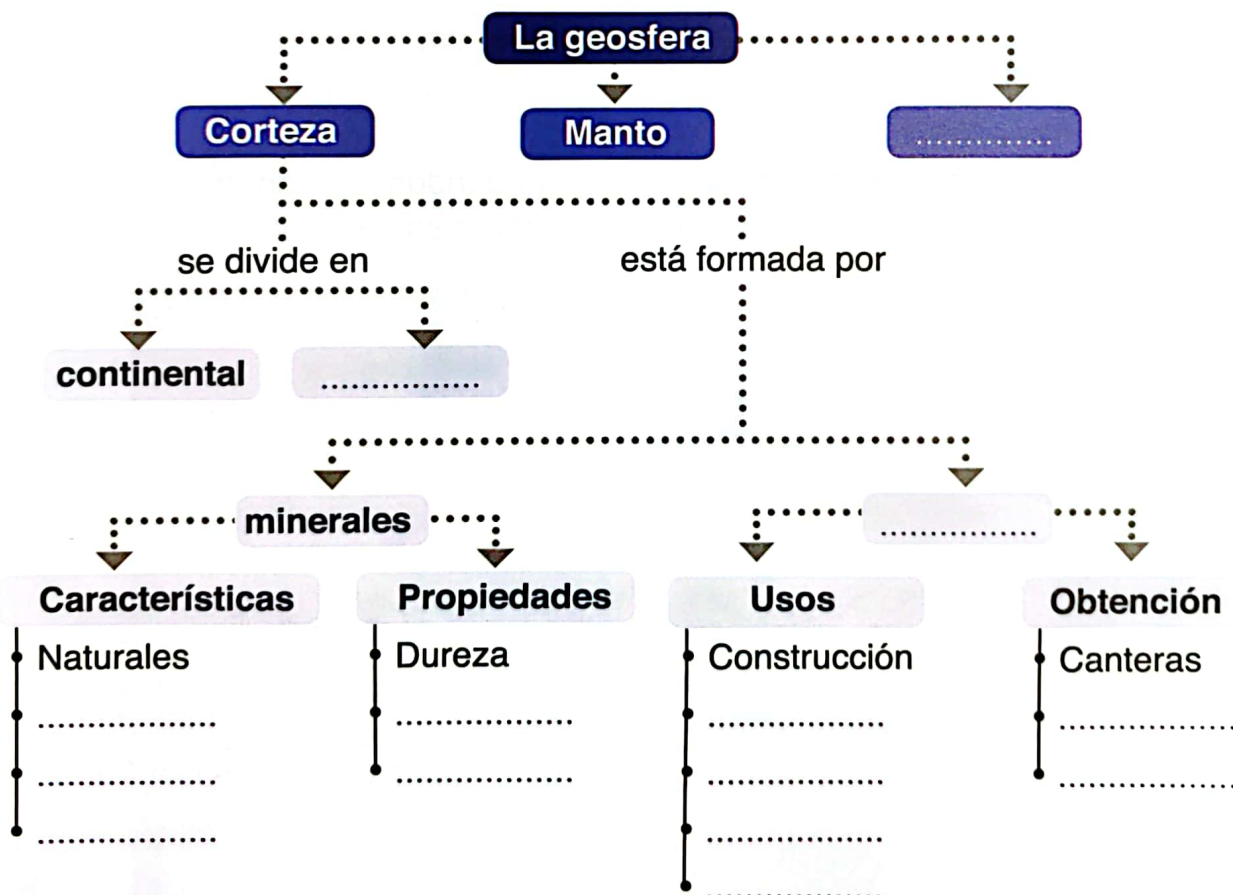 La geosfera
Corteza
Manto
....................
se divide en
está formada por
continental
....................
minerales
....................
Características
Propiedades
Usos
Obtención
Naturales
....................
....................
....................
Dureza
....................
....................
Construcción
....................
....................
....................
....................
Canteras
....................
....................